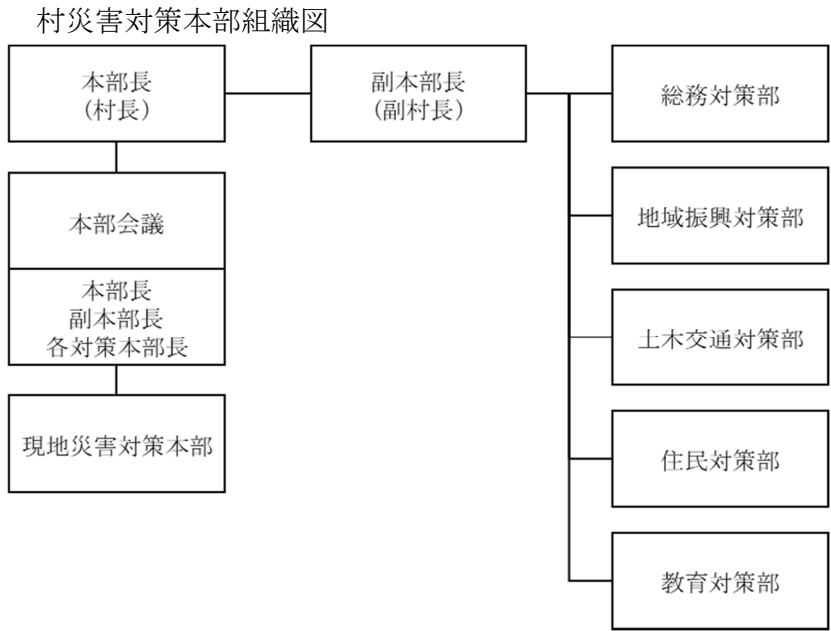 村災害対策本部組織図
本部長
（村長）
副本部長
（副村長）
総務対策部
本部会議
本部長
副本部長
各対策本部長
現地災害対策本部
地域振興対策部
土木交通対策部
住民対策部
教育対策部